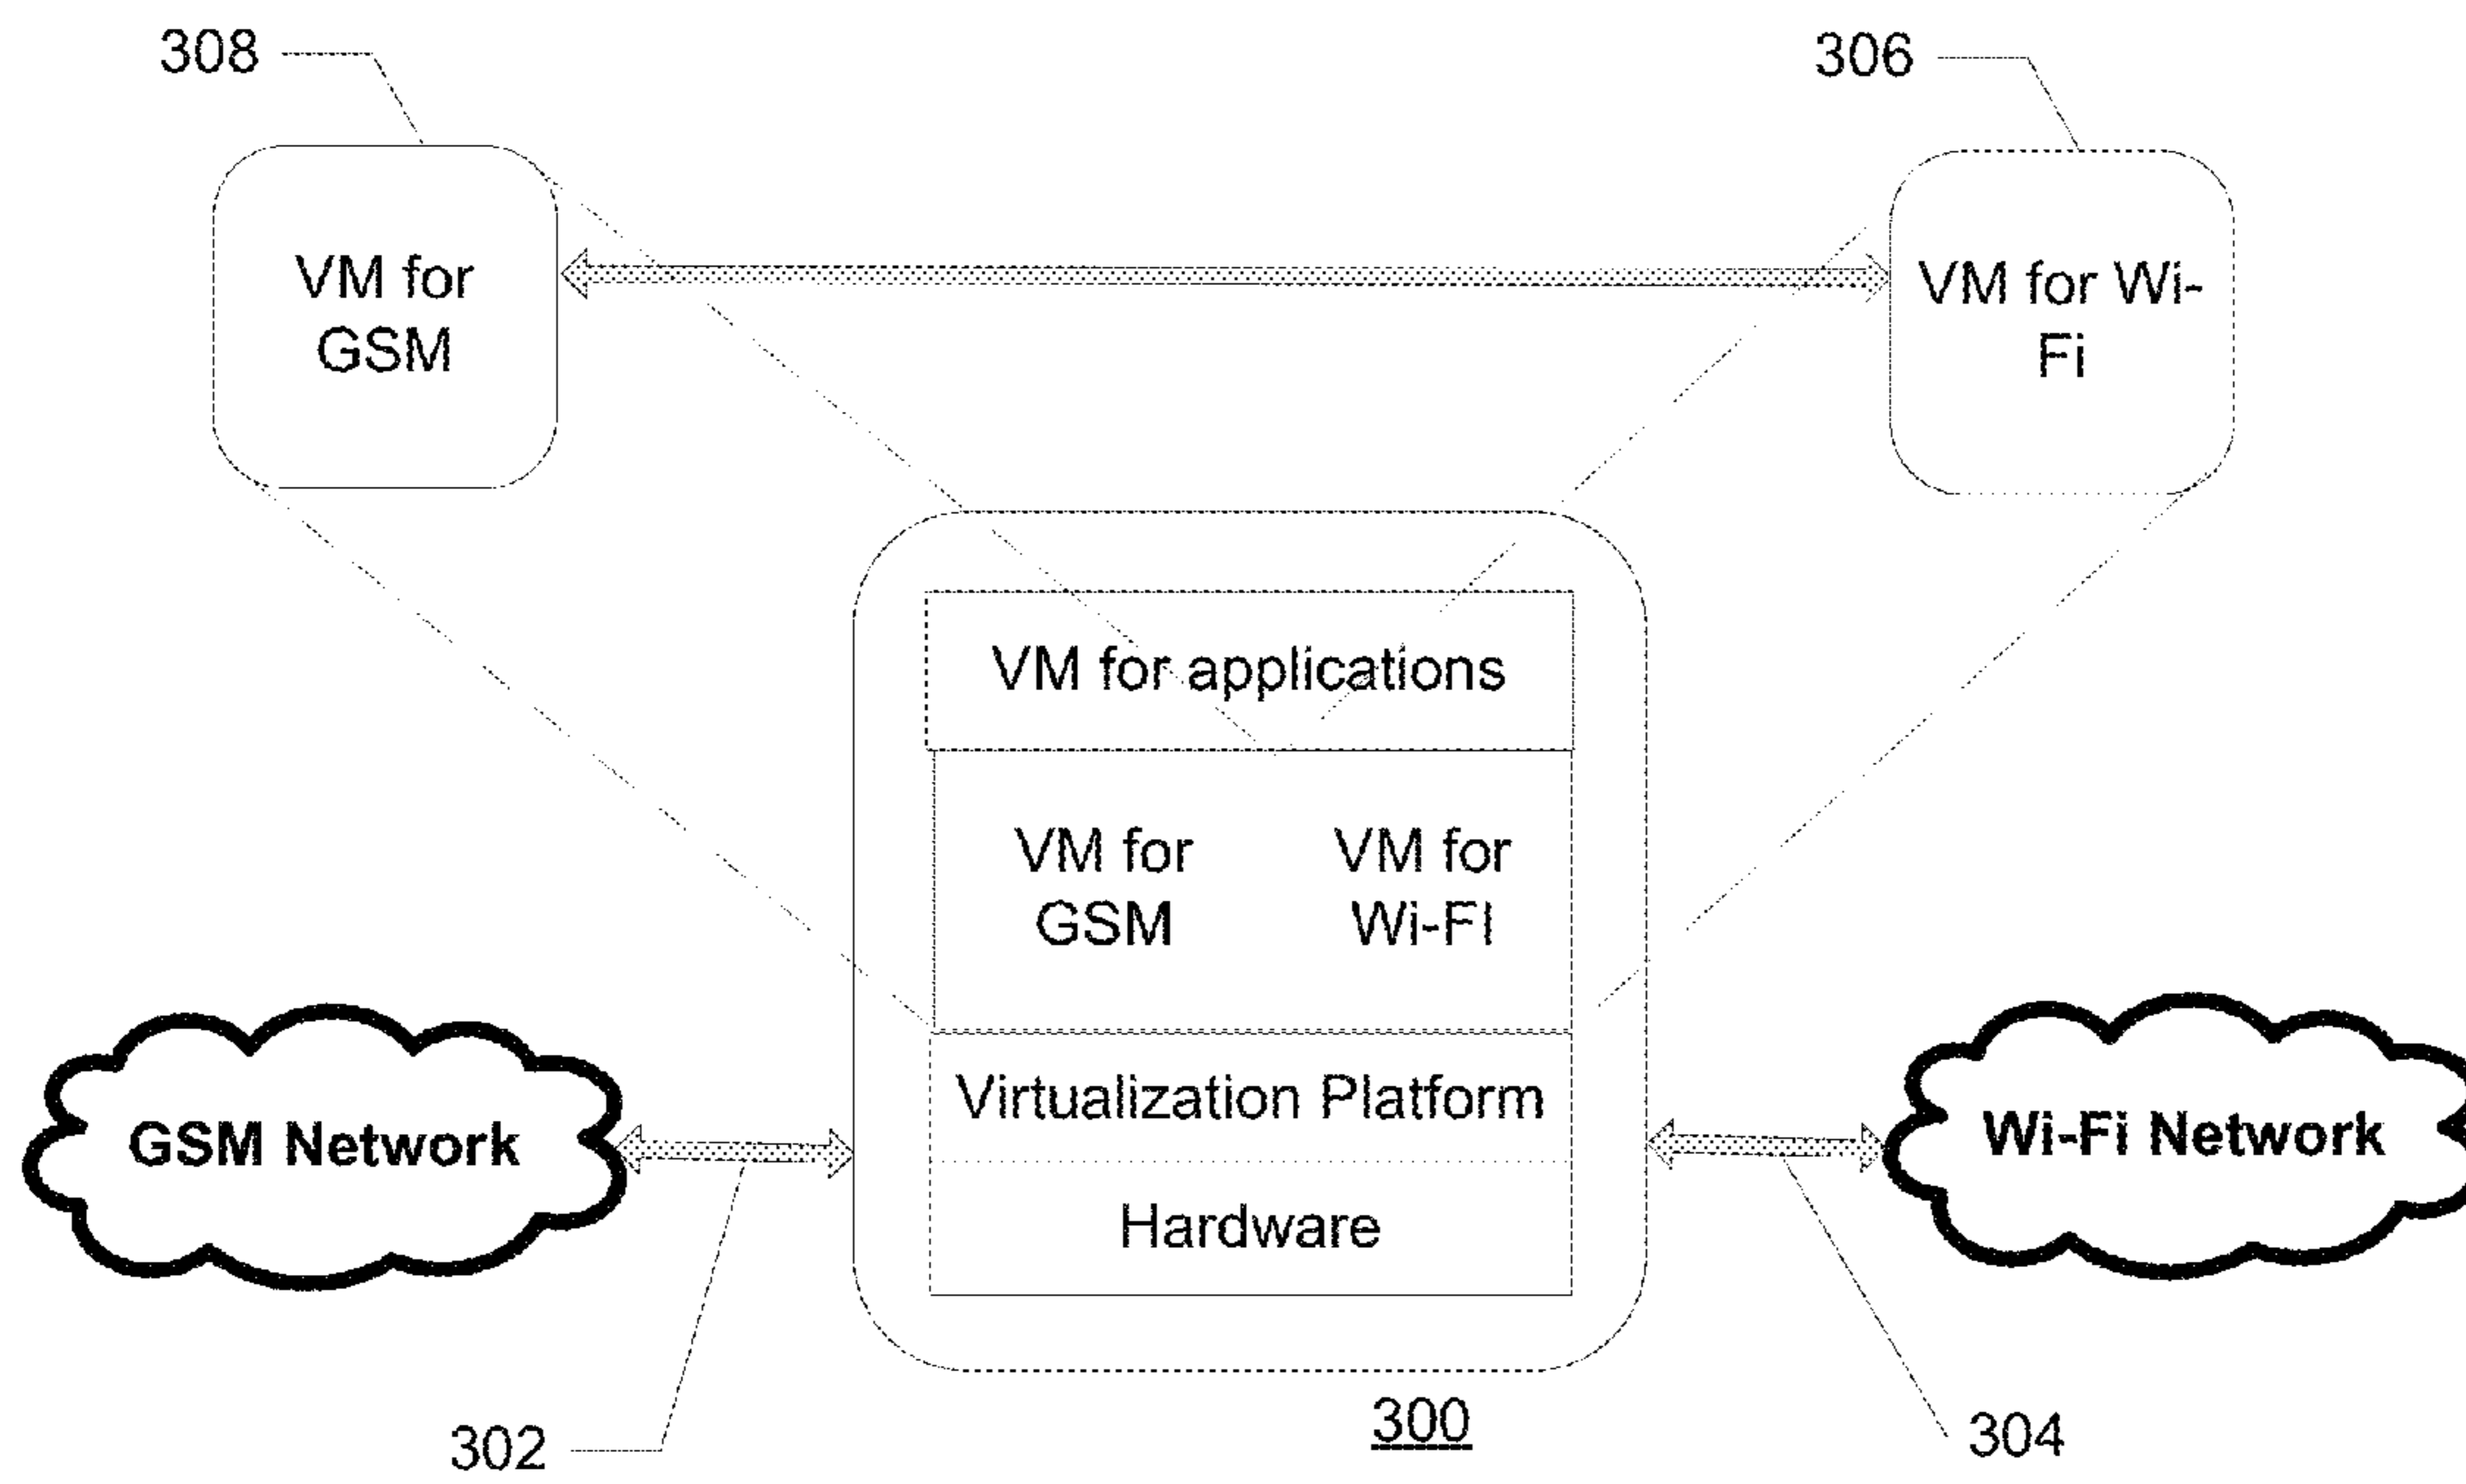 308
306
VM for
GSM
VM for Wi-
Fi
VM for applications
VM for
GSM
VM for
Wi-FI
Virtualization Platform
GSM Network
Wi-Fi Network
Hardware
300
302
304